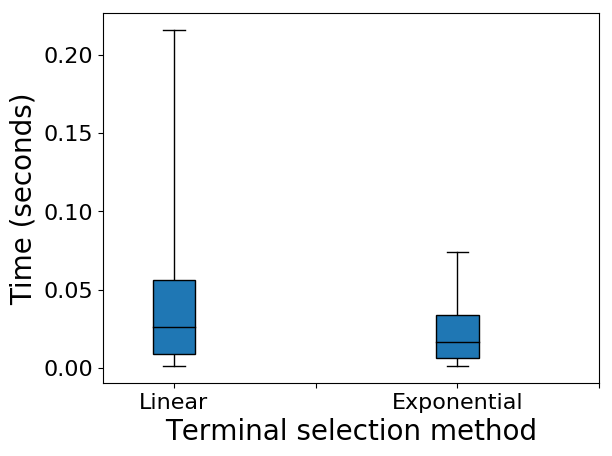 Time (seconds)
0.20
0.15
0.10
0.05
0.00
Linear
Exponential
Terminal selection method